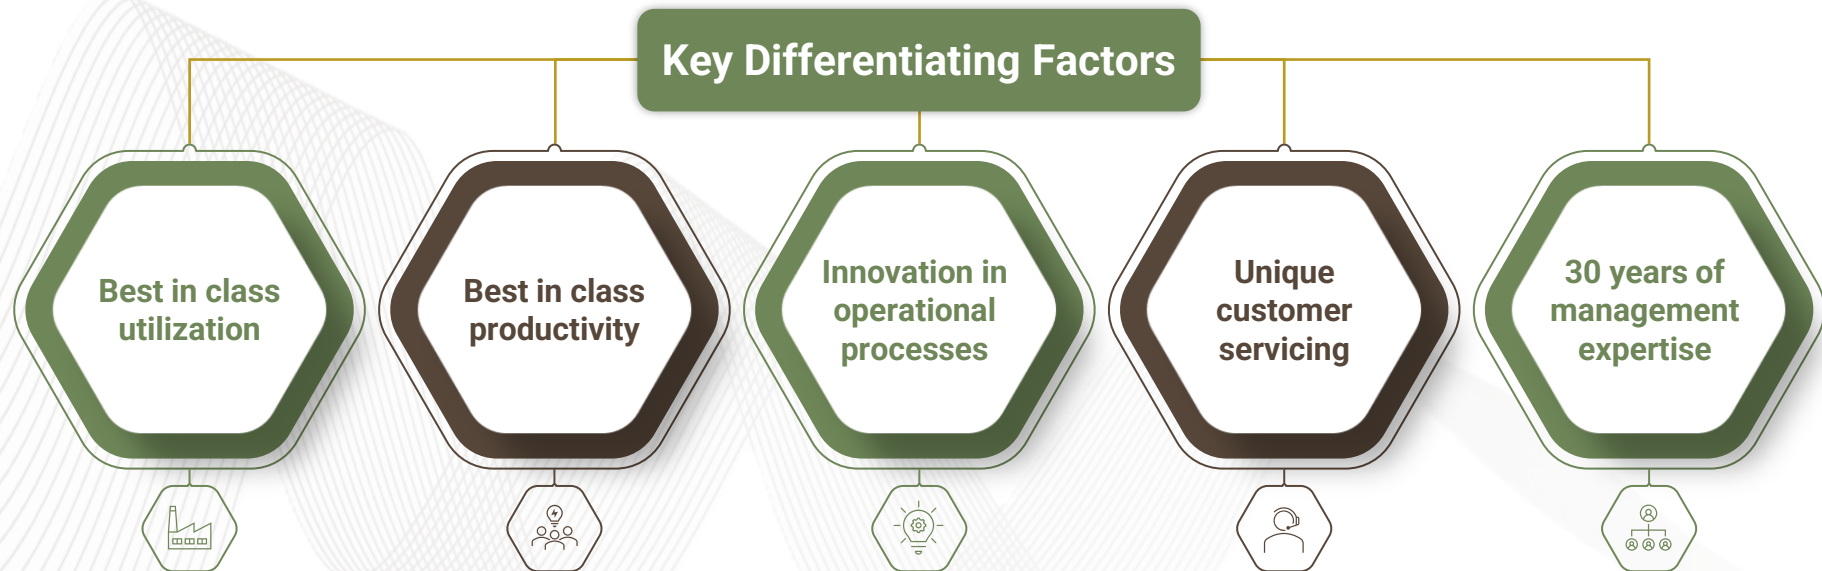 Key Differentiating Factors
Best in class
utilization
Best in class
productivity
Innovation in
operational
processes
Unique
customer
servicing
30 years of
management
expertise